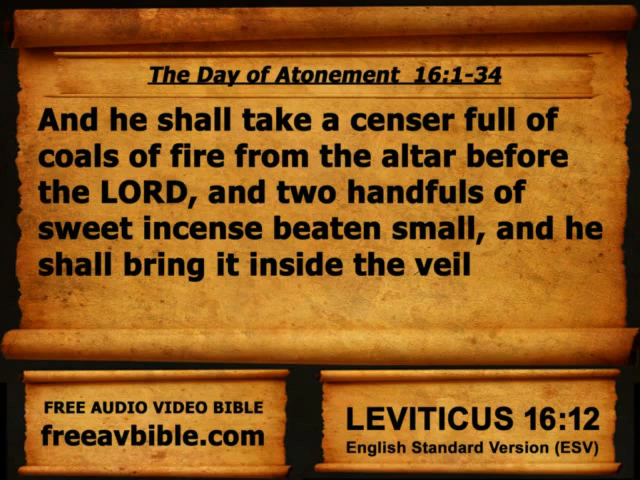 The Day of Atonement  16:1-34
And he shall take a censer full of
coals of fire from the altar before
the LORD, and two handfuls of
sweet incense beaten small, and he
shall bring it inside the veil
FREE AUDIO VIDEO BIBLE
freeavbible.com
LEVITICUS 16:12
English Standard Version (ESV)